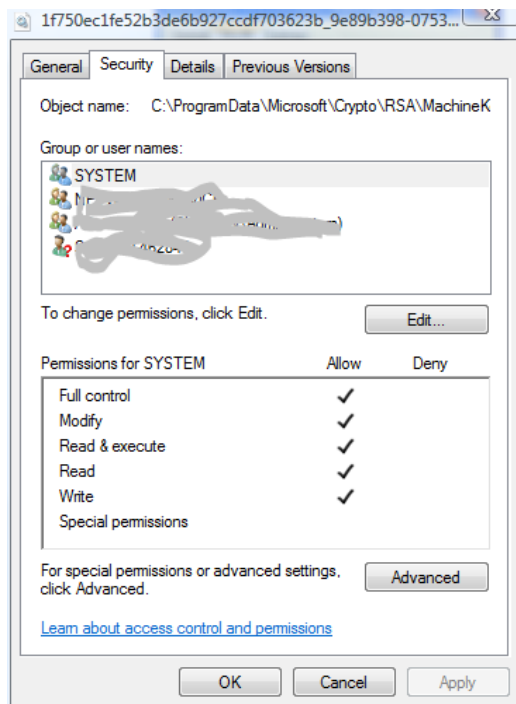 1f750ec1fe52b3de6b927ccdf703623b_9e89b398-0753...
General Security Details Previous Versions
Object name: C:\ProgramData\Microsoft\Crypto\RSA\MachineK
Group or user names:
SYSTEM
To change permissions, click Edit.
Edit...
Permissions for SYSTEM Allow Deny
Full control
Modify
Read & execute
Read
Write
Special permissions
For special permissions or advanced settings,
click Advanced.
Advanced
Learn about access control and permissions
OK Cancel Apply